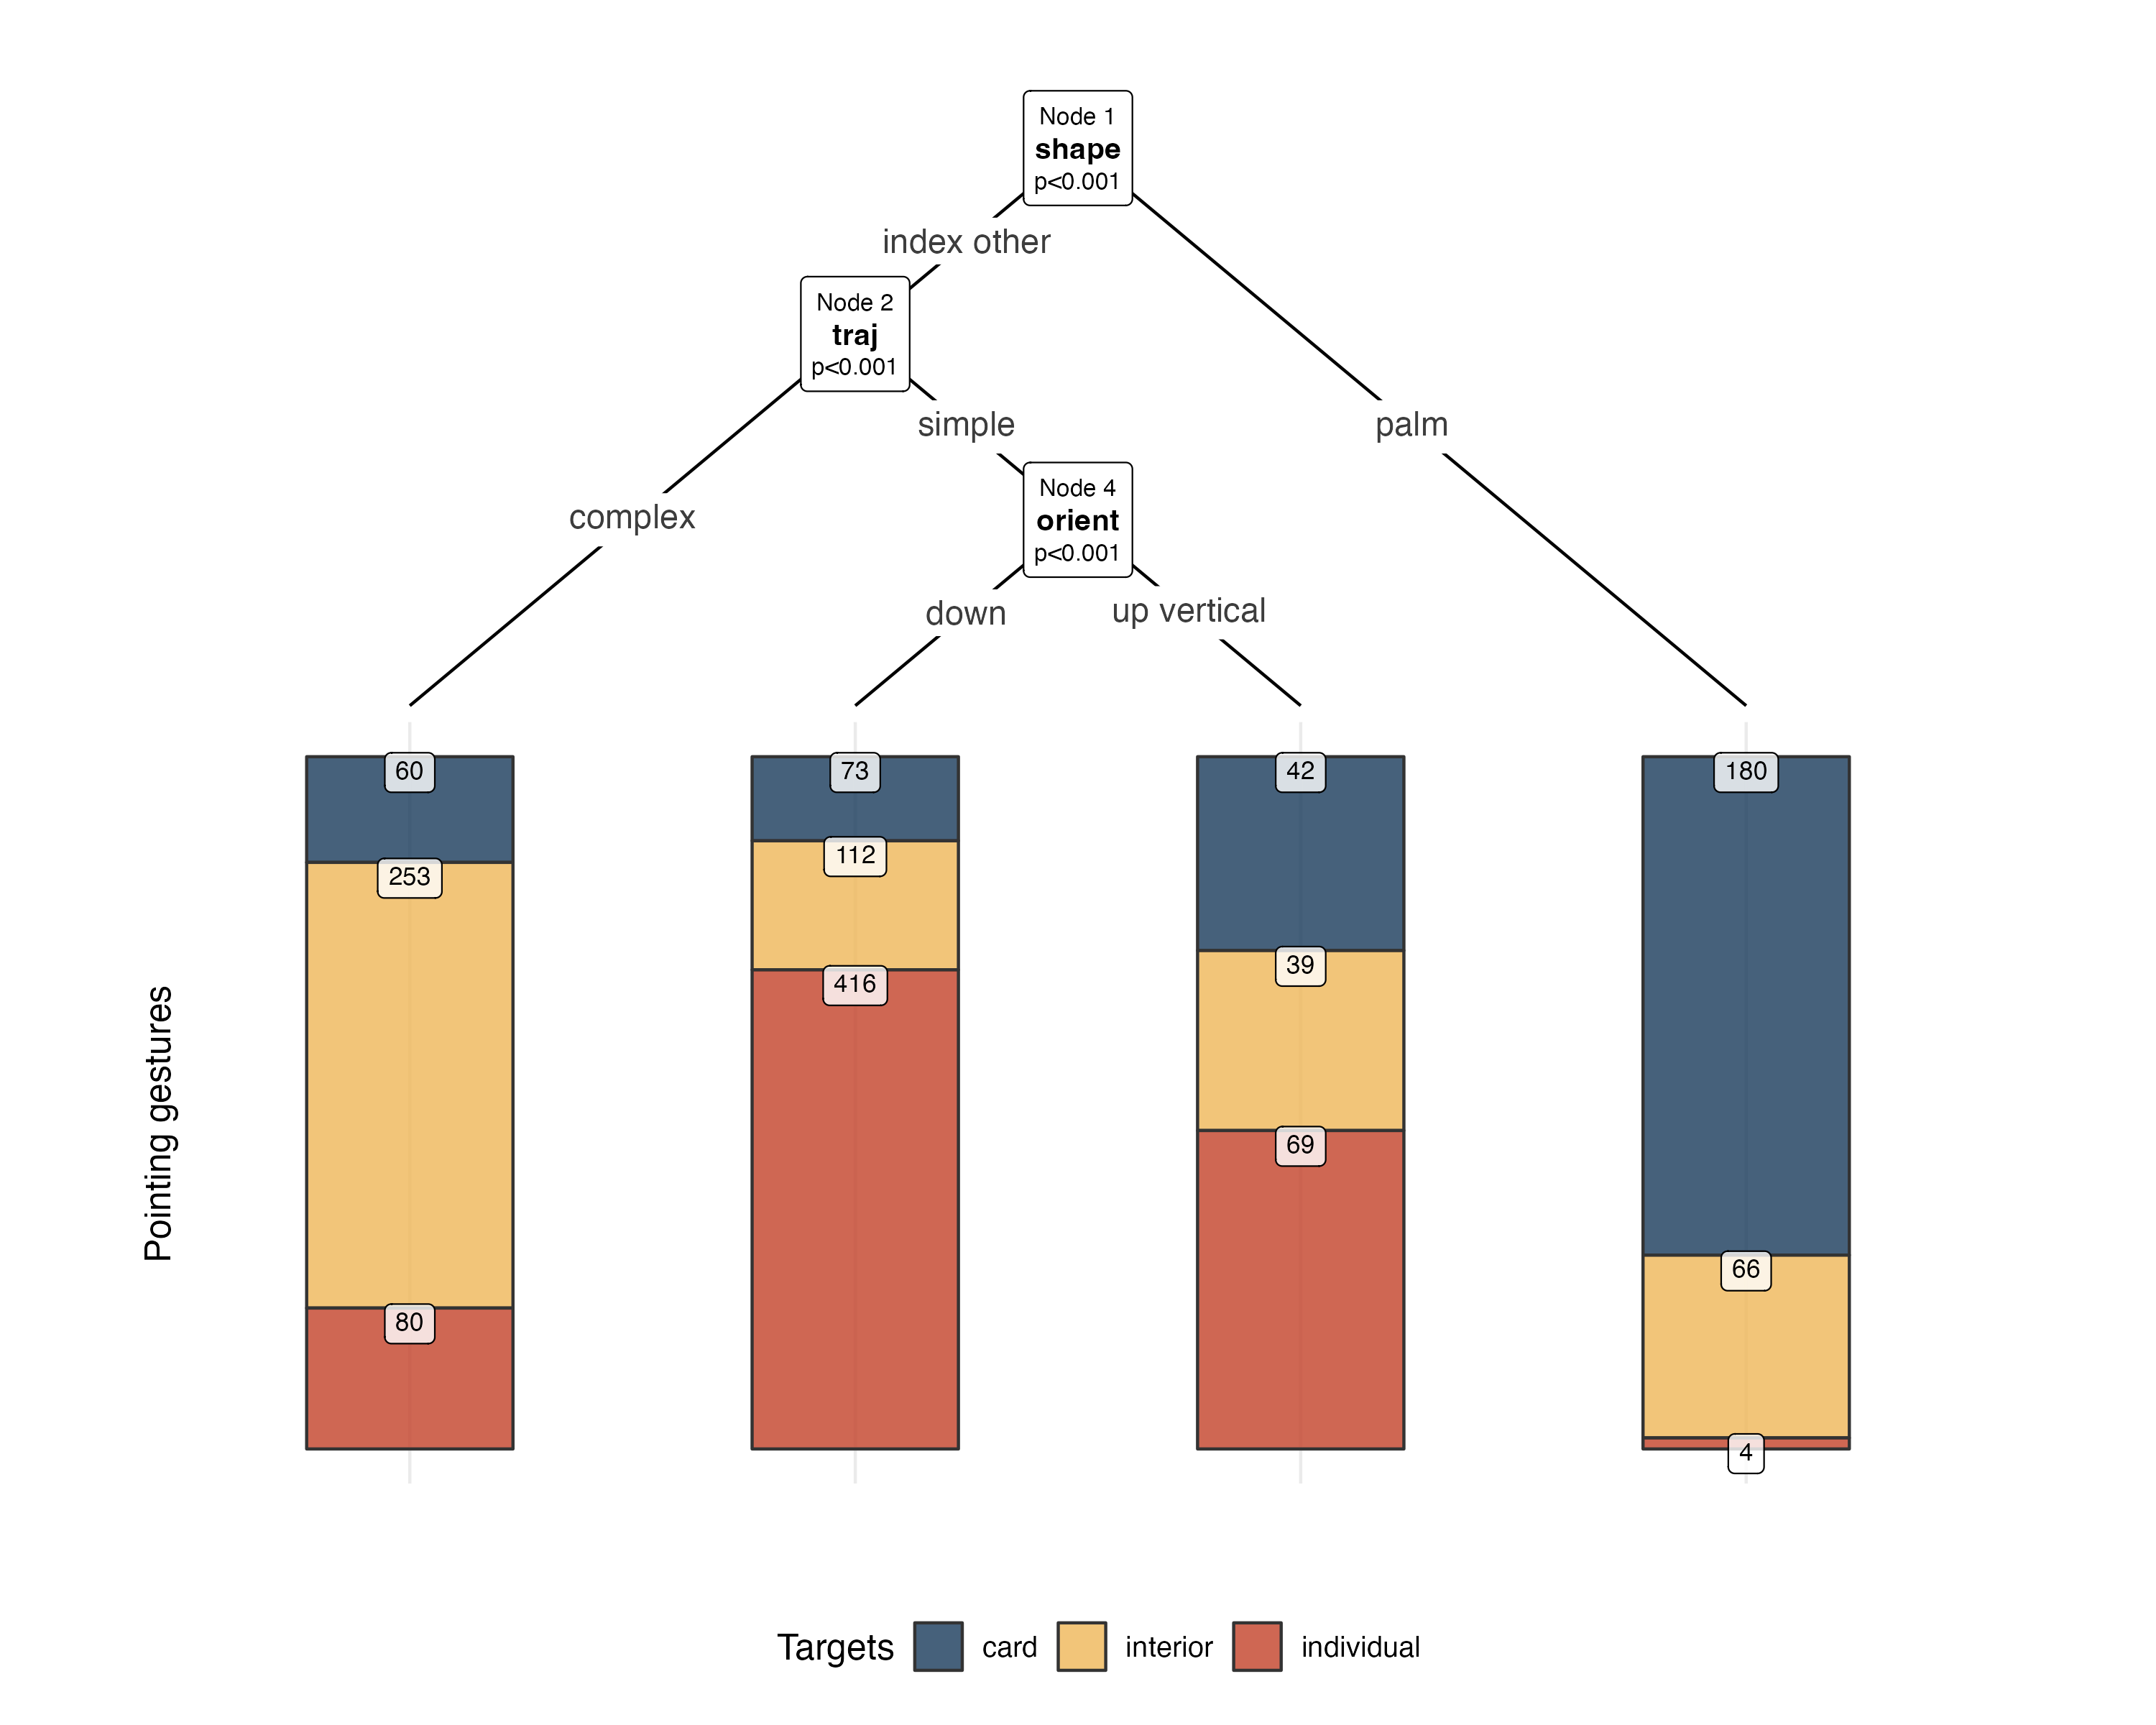 Node 1
shape
p<0.001
index other
Node 2
traj
p<0.001
simple
palm
complex
Node 4
orient
p<0.001
down
up vertical
60
253
80
73
112
416
42
39
69
180
66
4
Pointing gestures
Targets card interior individual